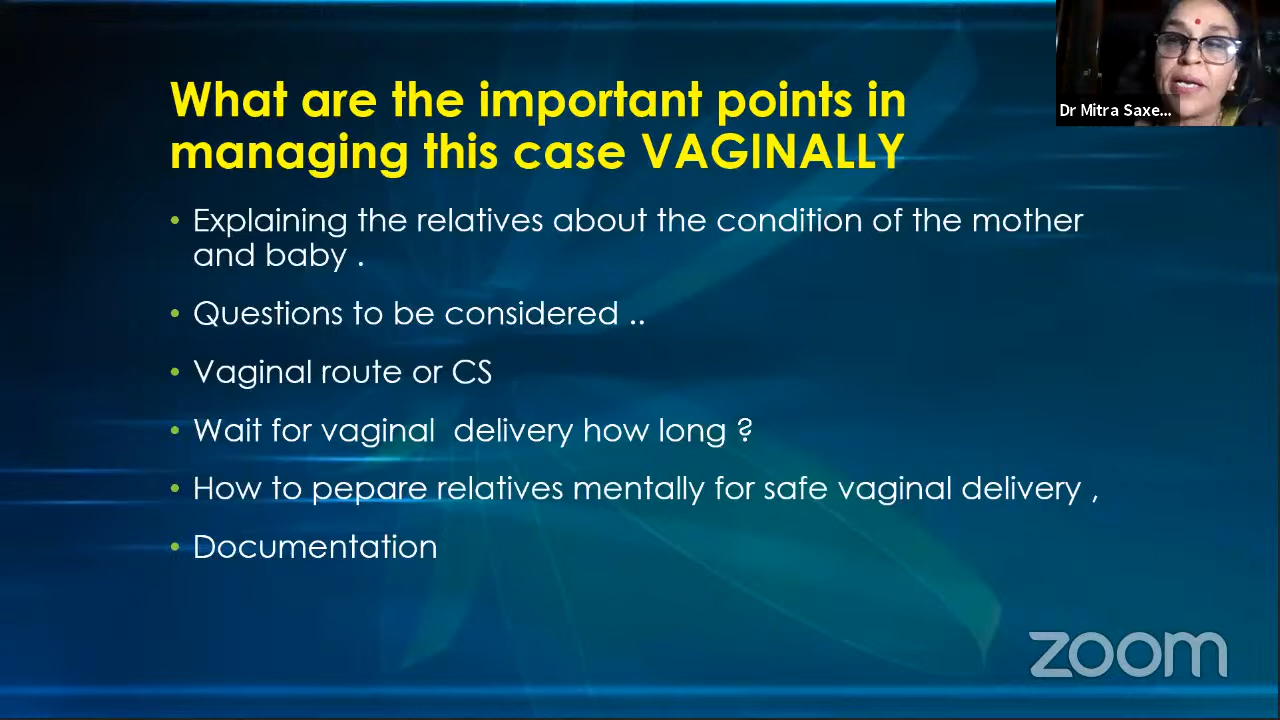 What are the important points in
managing this case VAGINALLY
• Explaining the relatives about the condition of the mother
and baby .
• Questions to be considered ..
• Vaginal route or CS
• Wait for vaginal delivery how long ?
• How to pepare relatives mentally for safe vaginal delivery ,
• Documentation
Dr Mitra Saxe...
zoom